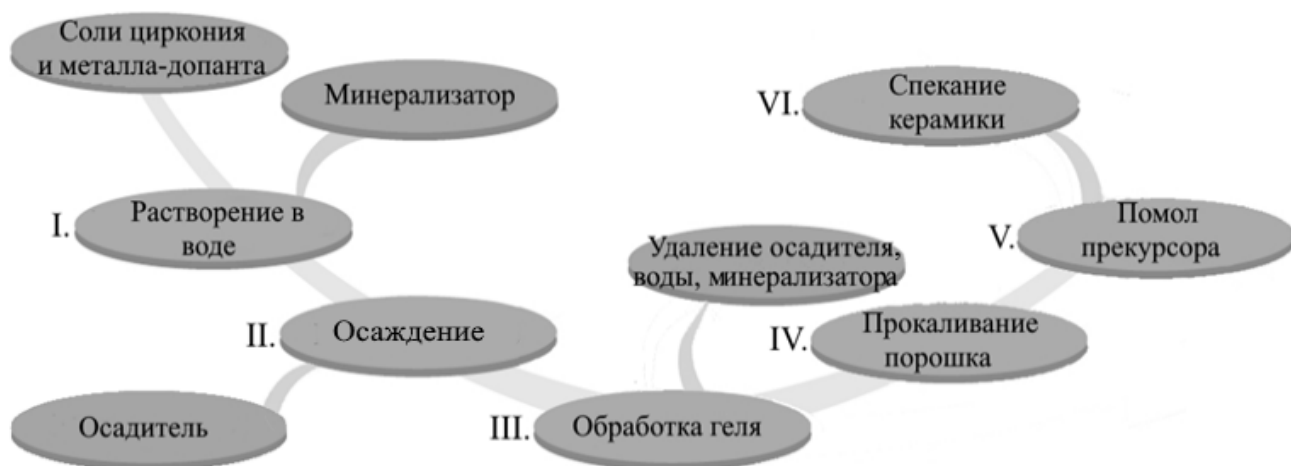 Соли циркония
и металла-допанта
Минерализатор
I.
Растворение в
воде
II.
Осаждение
Осадитель
III.
Обработка геля
Удаление осадителя,
воды, минерализатора
IV.
Прокаливание
порошка
V.
Помол
прекурсора
VI.
Спекание
керамики